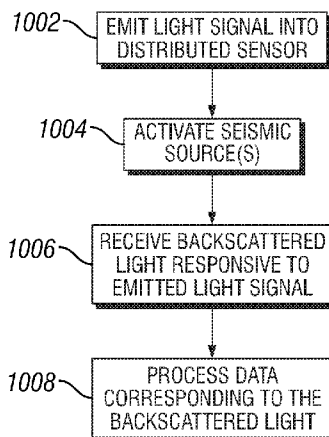 1002
EMIT LIGHT SIGNAL INTO
DISTRIBUTED SENSOR
1004
ACTIVATE SEISMIC
SOURCE(S)
1006
RECEIVE BACKSCATTERED
LIGHT RESPONSIVE TO
EMITTED LIGHT SIGNAL
1008
PROCESS DATA
CORRESPONDING TO THE
BACKSCATTERED LIGHT